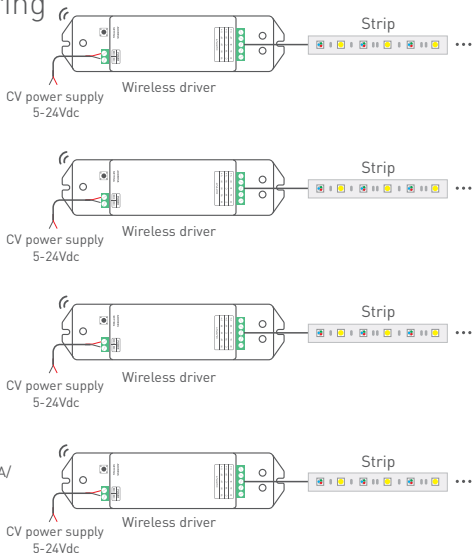 ring
Strip
Wireless driver
CV power supply
5-24Vdc
Strip
Wireless driver
CV power supply
5-24Vdc
Strip
Wireless driver
CV power supply
5-24Vdc
A/
Strip
Wireless driver
CV power supply
5-24Vdc